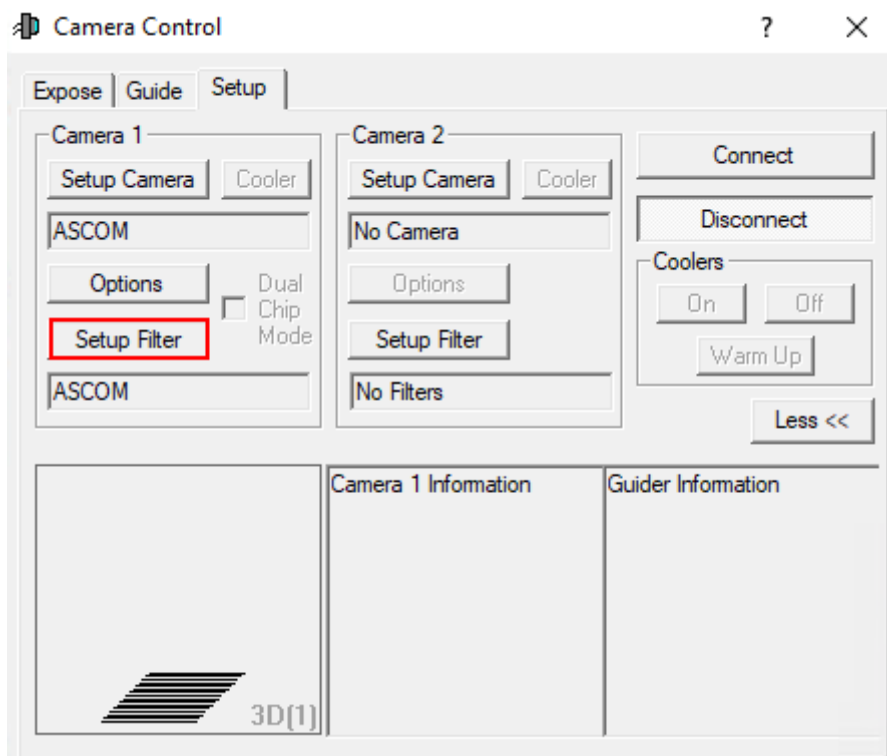 Camera Control
?
Expose Guide Setup
Camera 1
Setup Camera Cooler
ASCOM
Options
Dual
Chip
Mode
Setup Filter
ASCOM
Camera 2
Setup Camera Cooler
No Camera
Options
Setup Filter
No Filters
Connect
Disconnect
Coolers
On Off
Warm Up
Less <<
3D(1)
Camera 1 Information
Guider Information